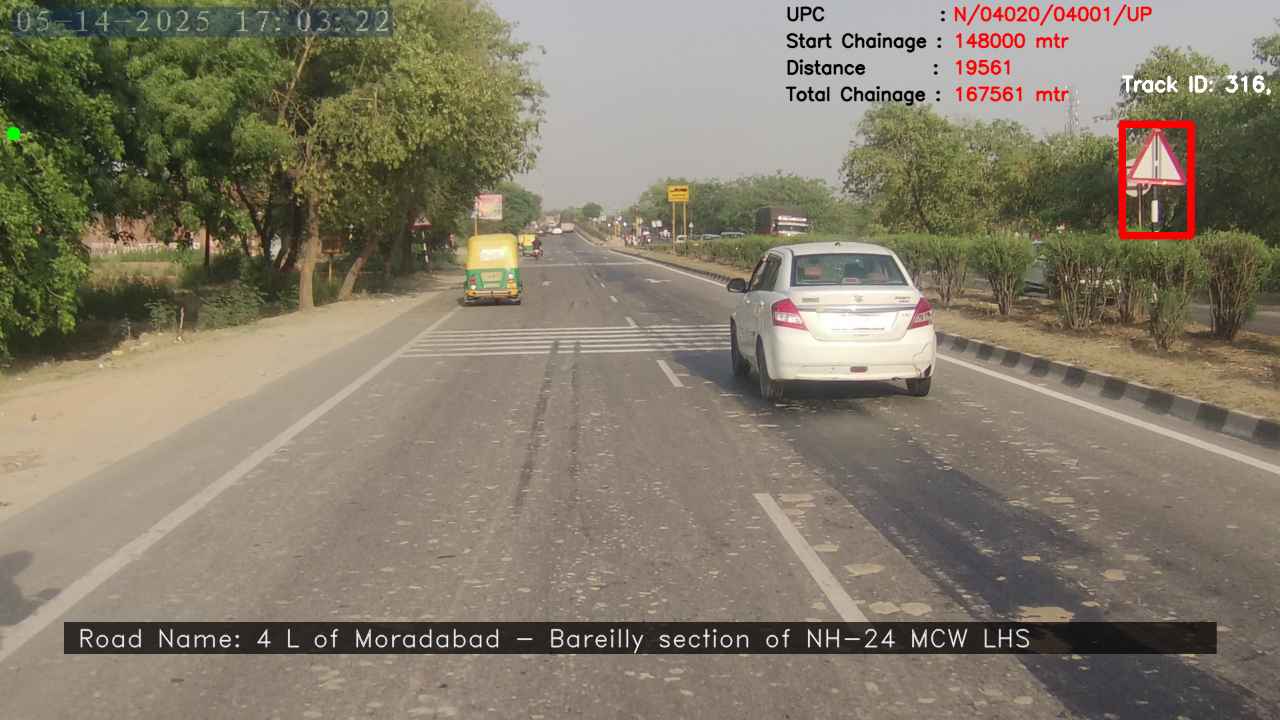 05-14-2025 17:03:22
UPC : N/04020/04001/UP
Start Chainage : 148000 mtr
Distance : 19561
Total Chainage : 167561 mtr
Track ID: 316,
Road Name: 4 L of Moradabad - Bareilly section of NH-24 MCW LHS